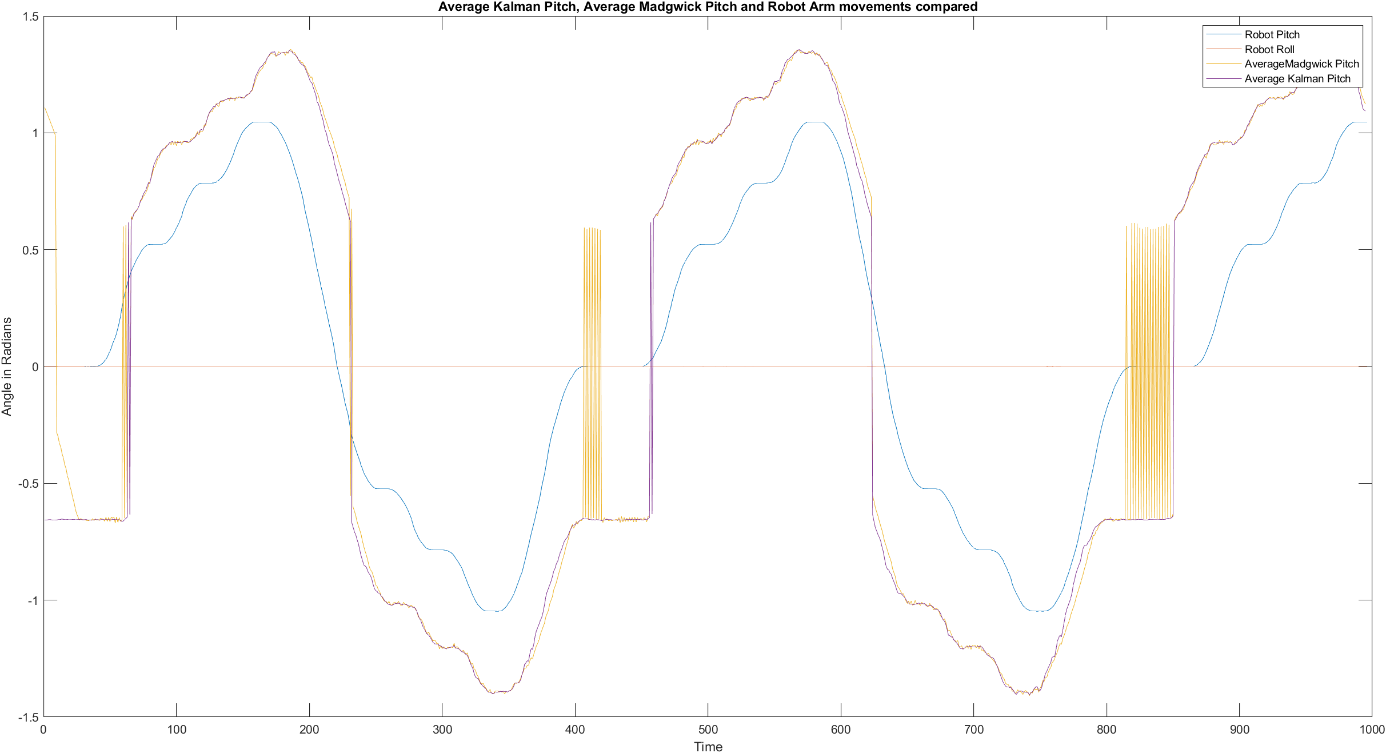 Average Kalman Pitch, Average Madgwick Pitch and Robot Arm movements compared
Robot Pitch
Robot Roll
AverageMadgwick Pitch
Average Kalman Pitch
Angle in Radians
1.5
1
0.5
0
-0.5
-1
-1.5
0 100 200 300 400 500 600 700 800 900 1000
Time